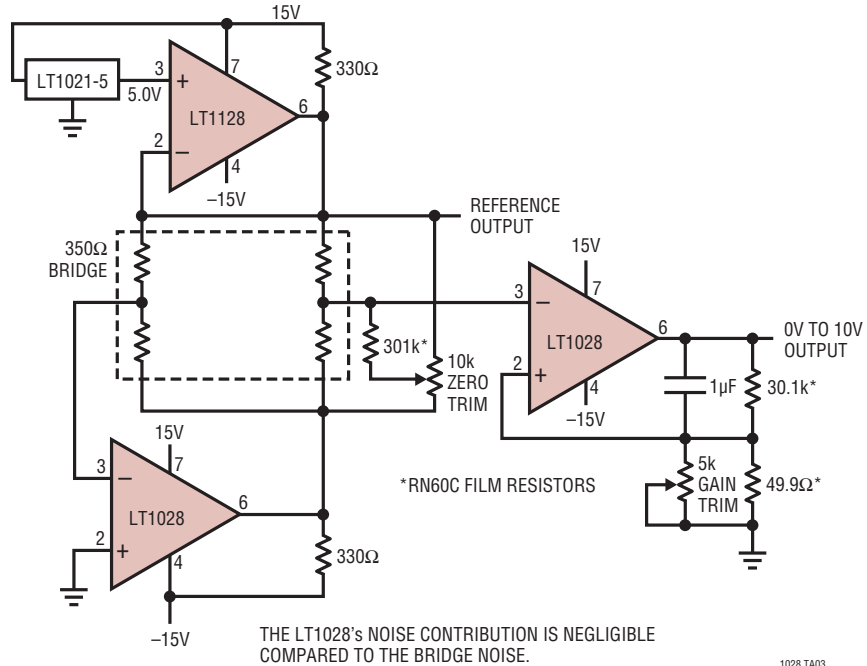 15V
LT1021-5
5.0V
3
+
7
330Ω
LT1128
6
2
–
4
–15V
REFERENCE
OUTPUT
350Ω
BRIDGE
15V
3
–
7
0V TO 10V
OUTPUT
301k*
10k
ZERO
TRIM
LT1028
6
2
+
4
–15V
1µF
30.1k*
15V
7
3
–
5k
GAIN
TRIM
49.9Ω*
*RN60C FILM RESISTORS
LT1028
6
2
+
4
330Ω
–15V
THE LT1028's NOISE CONTRIBUTION IS NEGLIGIBLE
COMPARED TO THE BRIDGE NOISE.
1028 TA03